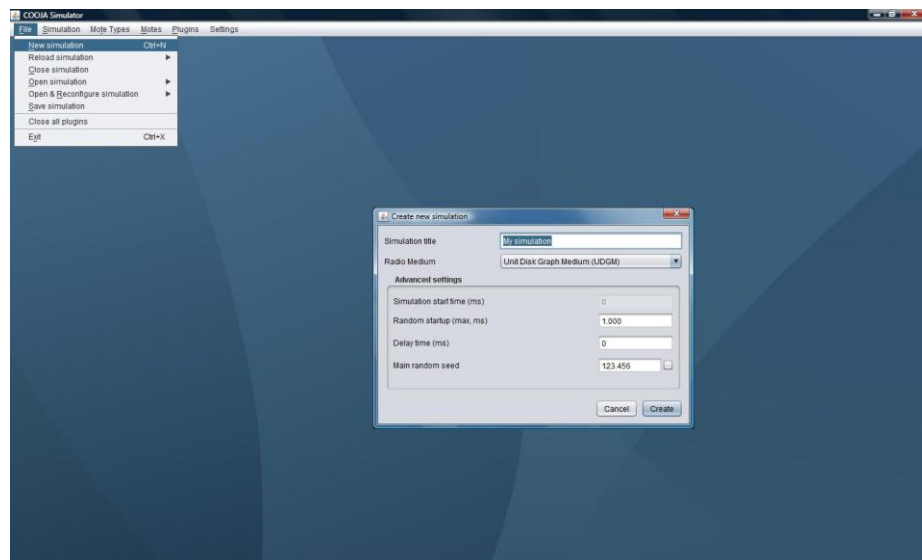 COOJA Simulator
File Simulation Mote Types Motes Plugins Settings
New simulation Ctrl+N
Reload simulation
Close simulation
Open simulation
Open & Reconfigure simulation
Save simulation
Close all plugins
Exit Ctrl+X
Create new simulation
Simulation title My simulation
Radio Medium Unit Disk Graph Medium (UDGM)
Advanced settings
Simulation start time (ms) 0
Random startup (max, ms) 1.000
Delay time (ms) 0
Main random seed 123.456
Cancel Create